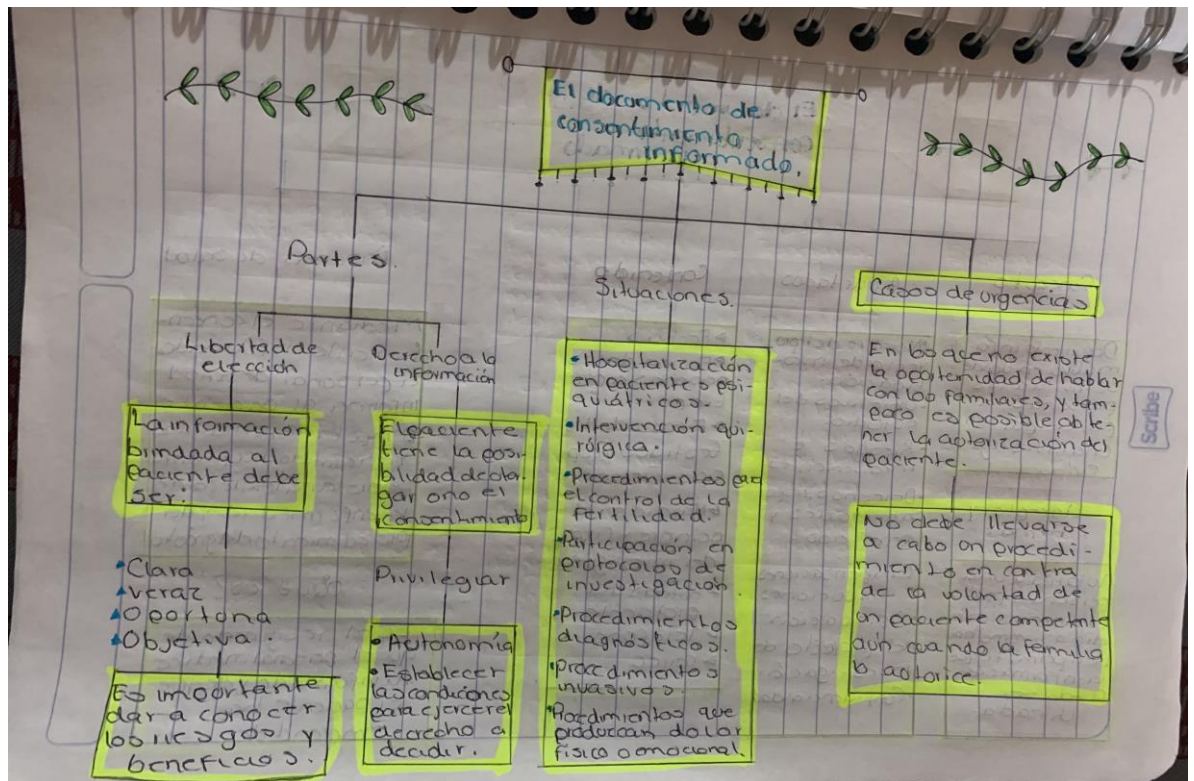 El documento de
consentimiento
informado.
Partes.
Libertad de
elección
La información
brindada al
paciente debe
ser:
Clara
veraz
Oportuna
Objetiva.
Es importante
dar a conocer
los riesgos y
beneficios.
Derecho a la
información
El paciente
tiene la posi-
bilidad de otor-
gar o no el
consentimiento
Privilegiar
Autonomía
Establecer
las condiciones
para ejercer el
derecho a
decidir.
Situaciones.
Hospitalización
en pacientes psi-
quiátricos.
Intervención qui-
rúrgica.
Procedimientos para
el control de la
fertilidad.
Participación en
protocolos de
investigación
Procedimientos
diagnósticos.
Procedimientos
invasivos.
Procedimientos que
produzcan dolor
físico o emocional.
Casos de urgencias
En los que no existe
la oportunidad de hablar
con los familiares, y tam-
poco es posible obte-
ner la autorización del
paciente.
No debe llevarse
a cabo un procedi-
miento en contra
de la voluntad de
un paciente competente
aún cuando la familia
lo autorice.
Scribe